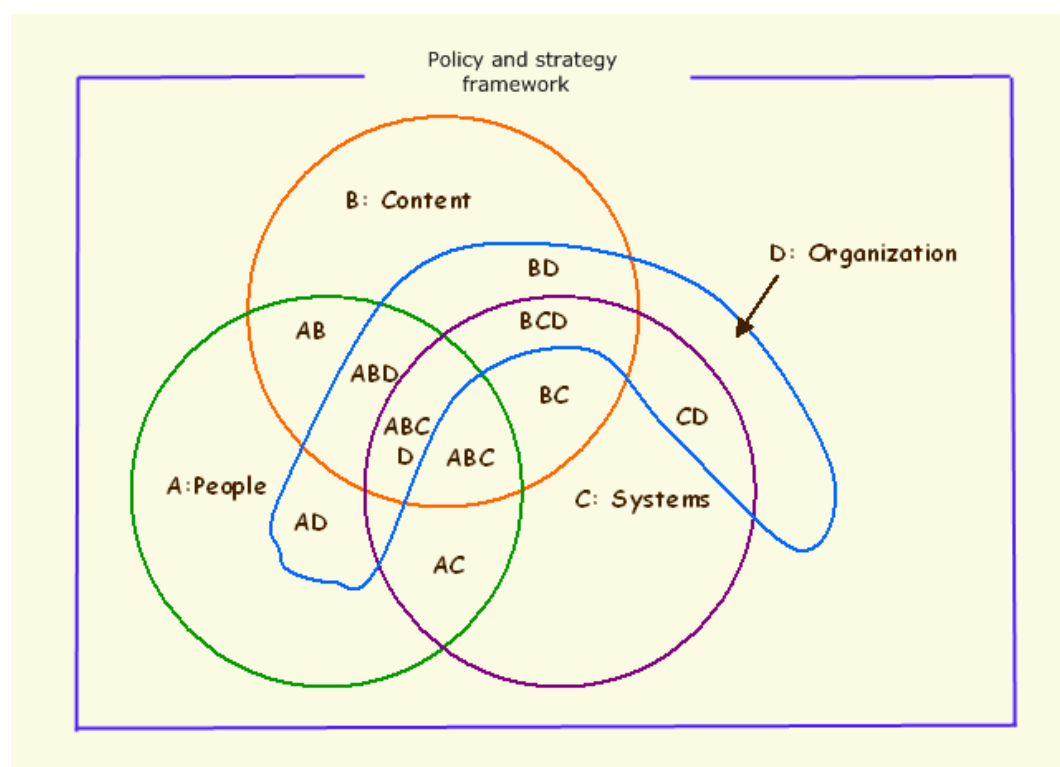 Policy and strategy
framework
B: Content
D: Organization
BD
BCD
AB
ABD
BC
CD
ABC
D
ABC
A:People
C: Systems
AD
AC